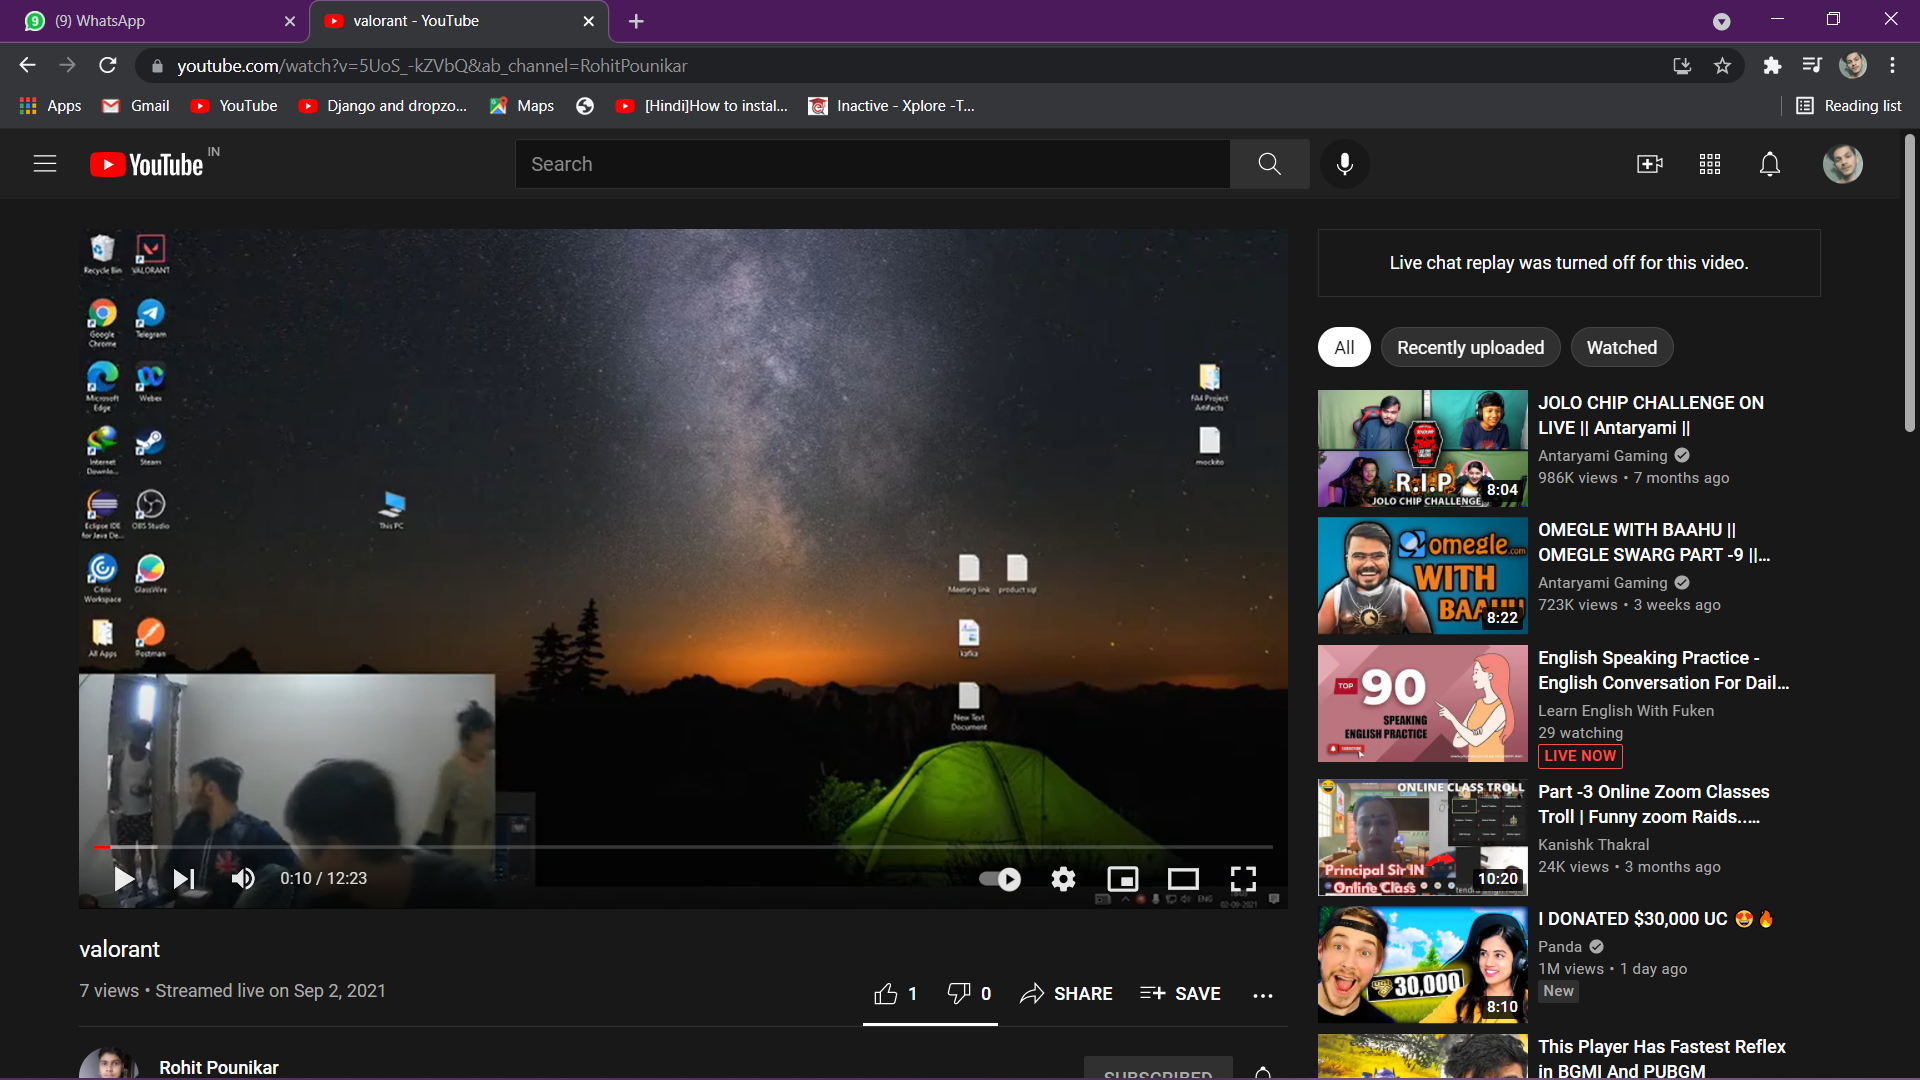 (9) WhatsApp
valorant - YouTube
youtube.com/watch?v=5UoS_-kZVbQ&ab_channel=RohitPounikar
Apps
Gmail
YouTube
Django and dropzo...
Maps
[Hindi]How to instal...
Inactive - Xplore -T...
Reading list
YouTube
IN
Search
Recycle Bin
VALORANT
Google
Chrome
Telegram
Microsoft
Edge
Webex
Internet
Downlo...
Steam
Eclipse IDE
for Java De...
OBS Studio
Citrix
Workspace
GlassWire
All Apps
Postman
This PC
FA4 Project
Artifacts
mockito
Meeting link
product sql
kafka
New Text
Document
ENG
02-09-2021
0:10 / 12:23
valorant
7 views • Streamed live on Sep 2, 2021
1
0
SHARE
SAVE
Rohit Pounikar
SUBSCRIBED
Live chat replay was turned off for this video.
All
Recently uploaded
Watched
R.I.P
JOLO CHIP CHALLENGE
8:04
JOLO CHIP CHALLENGE ON
LIVE || Antaryami ||
Antaryami Gaming
986K views • 7 months ago
omegle.com
WITH
BAAHU
8:22
OMEGLE WITH BAAHU ||
OMEGLE SWARG PART -9 ||...
Antaryami Gaming
723K views • 3 weeks ago
TOP
90
SPEAKING
ENGLISH PRACTICE
SUBSCRIBE
English Speaking Practice -
English Conversation For Dail...
Learn English With Fuken
29 watching
LIVE NOW
ONLINE CLASS TROLL
Principal Sir IN
Online Class
10:20
Part -3 Online Zoom Classes
Troll | Funny zoom Raids.....
Kanishk Thakral
24K views • 3 months ago
30,000
8:10
I DONATED $30,000 UC 😍🔥
Panda
1M views • 1 day ago
New
This Player Has Fastest Reflex
in BGMI And PUBGM